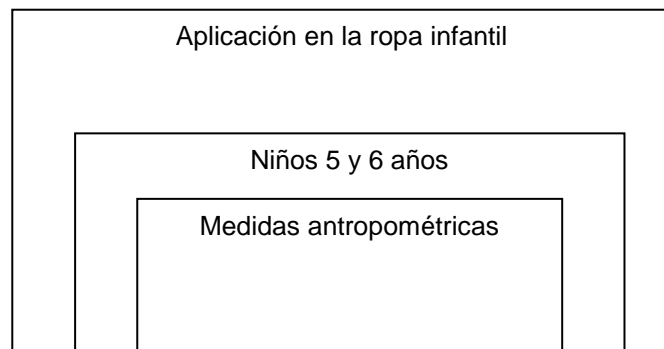 Aplicación en la ropa infantil
Niños 5 y 6 años
Medidas antropométricas